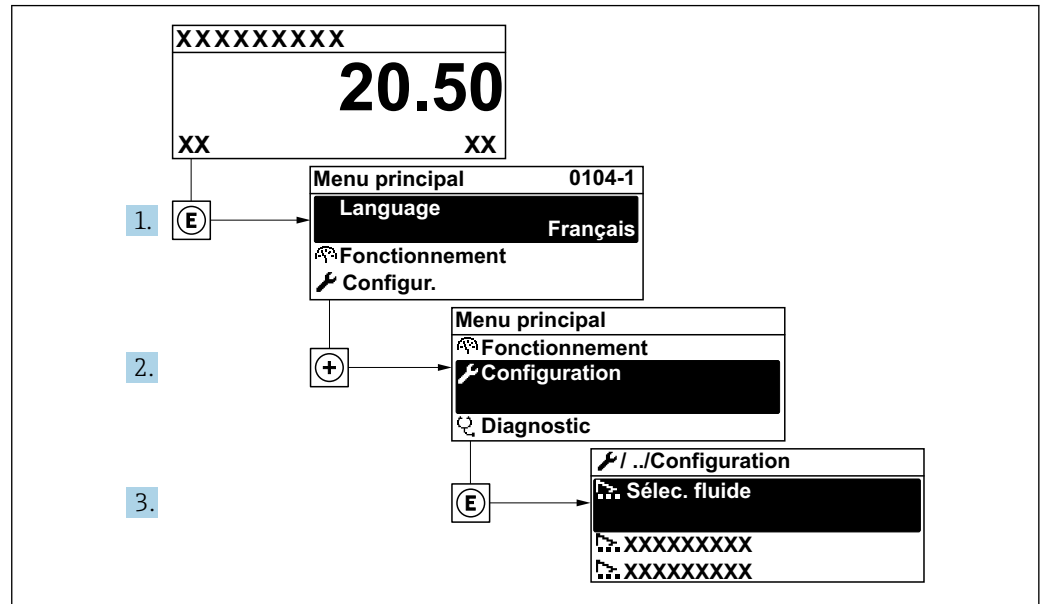 XXXXXXXXX
20.50
XX XX
1.
E
Menu principal 0104-1
Language
Français
Fonctionnement
Configur.
2.
+
Menu principal
Fonctionnement
Configuration
Diagnostic
3.
E
/ ../Configuration
Sélec. fluide
XXXXXXXXX
XXXXXXXXX